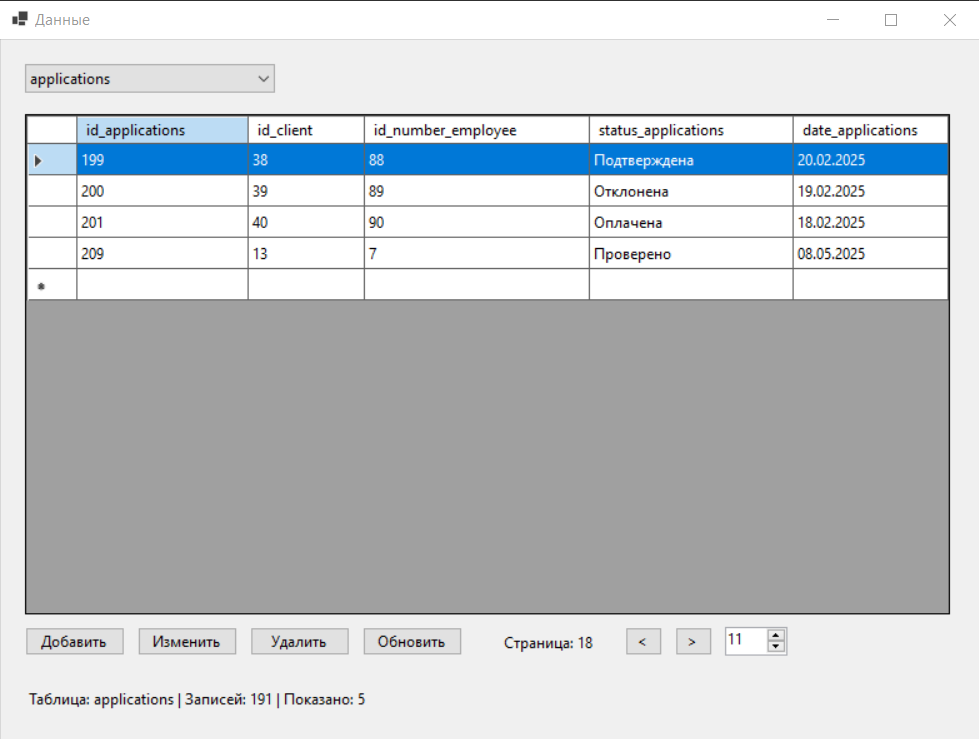 Данные
applications
id_applications id_client id_number_employee status_applications date_applications
199 38 88 Подтверждена 20.02.2025
200 39 89 Отклонена 19.02.2025
201 40 90 Оплачена 18.02.2025
209 13 7 Проверено 08.05.2025
Добавить Изменить Удалить Обновить Страница: 18 < > 11
Таблица: applications | Записей: 191 | Показано: 5